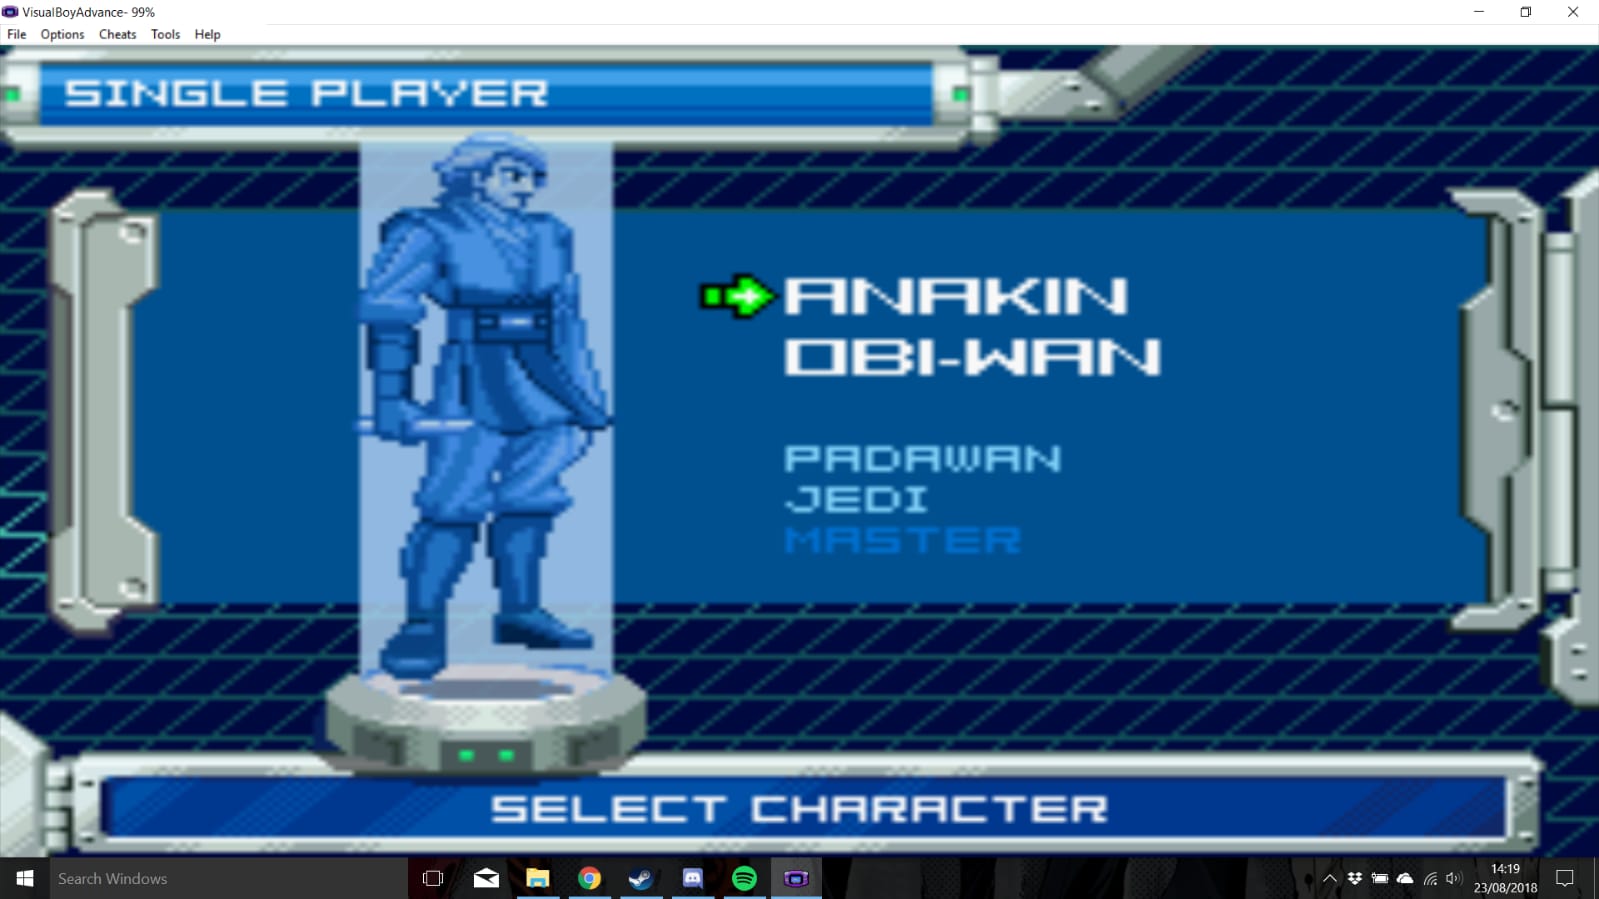 VisualBoyAdvance- 99%
File Options Cheats Tools Help
SINGLE PLAYER
ANAKIN
OBI-WAN
PADAWAN
JEDI
MASTER
SELECT CHARACTER
Search Windows
14:19
23/08/2018